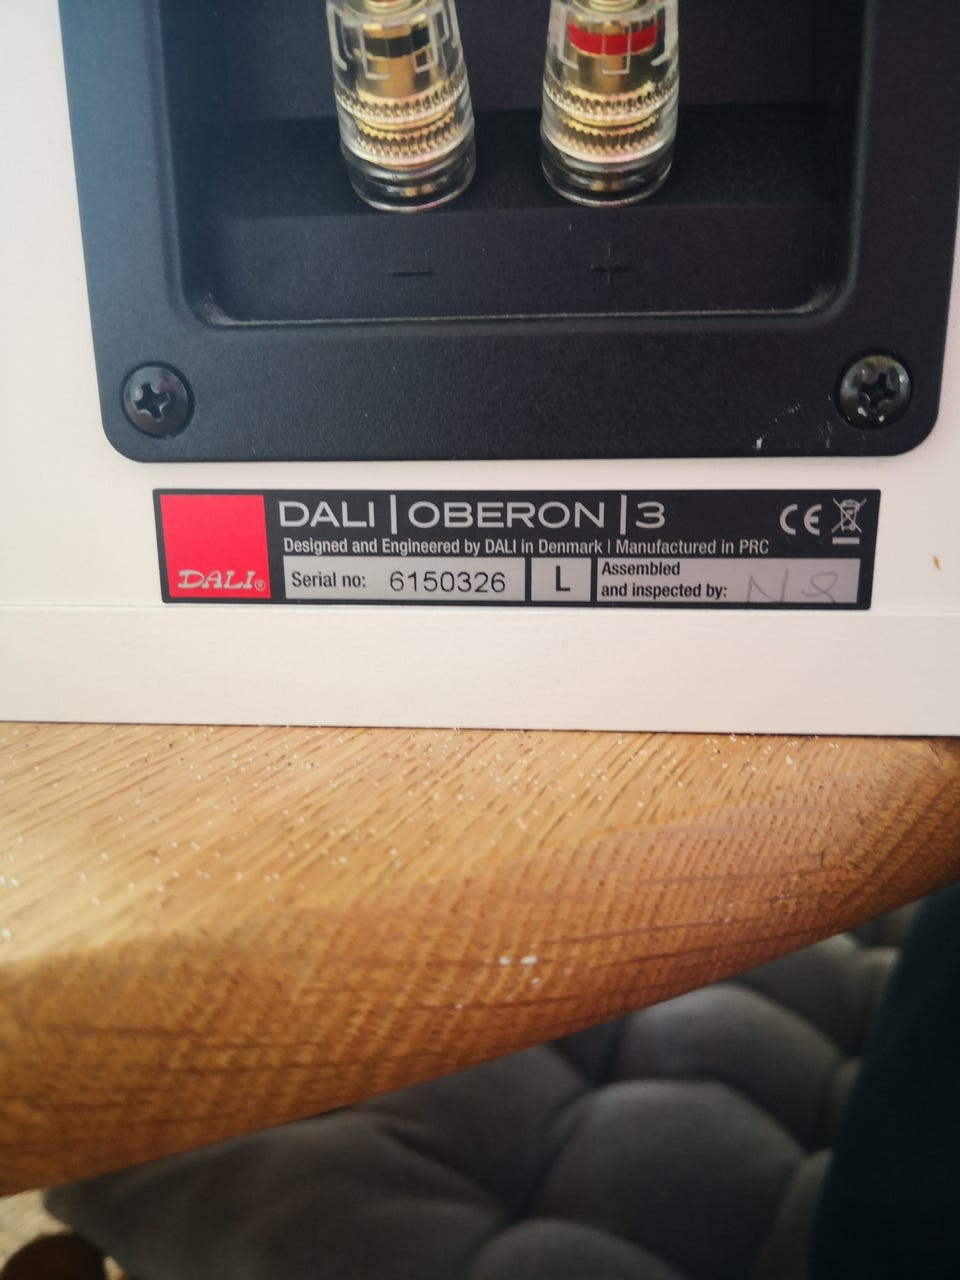 − +
DALI | OBERON | 3
CE
Designed and Engineered by DALI in Denmark | Manufactured in PRC
DALI®
Serial no: 6150326
L
Assembled
and inspected by: